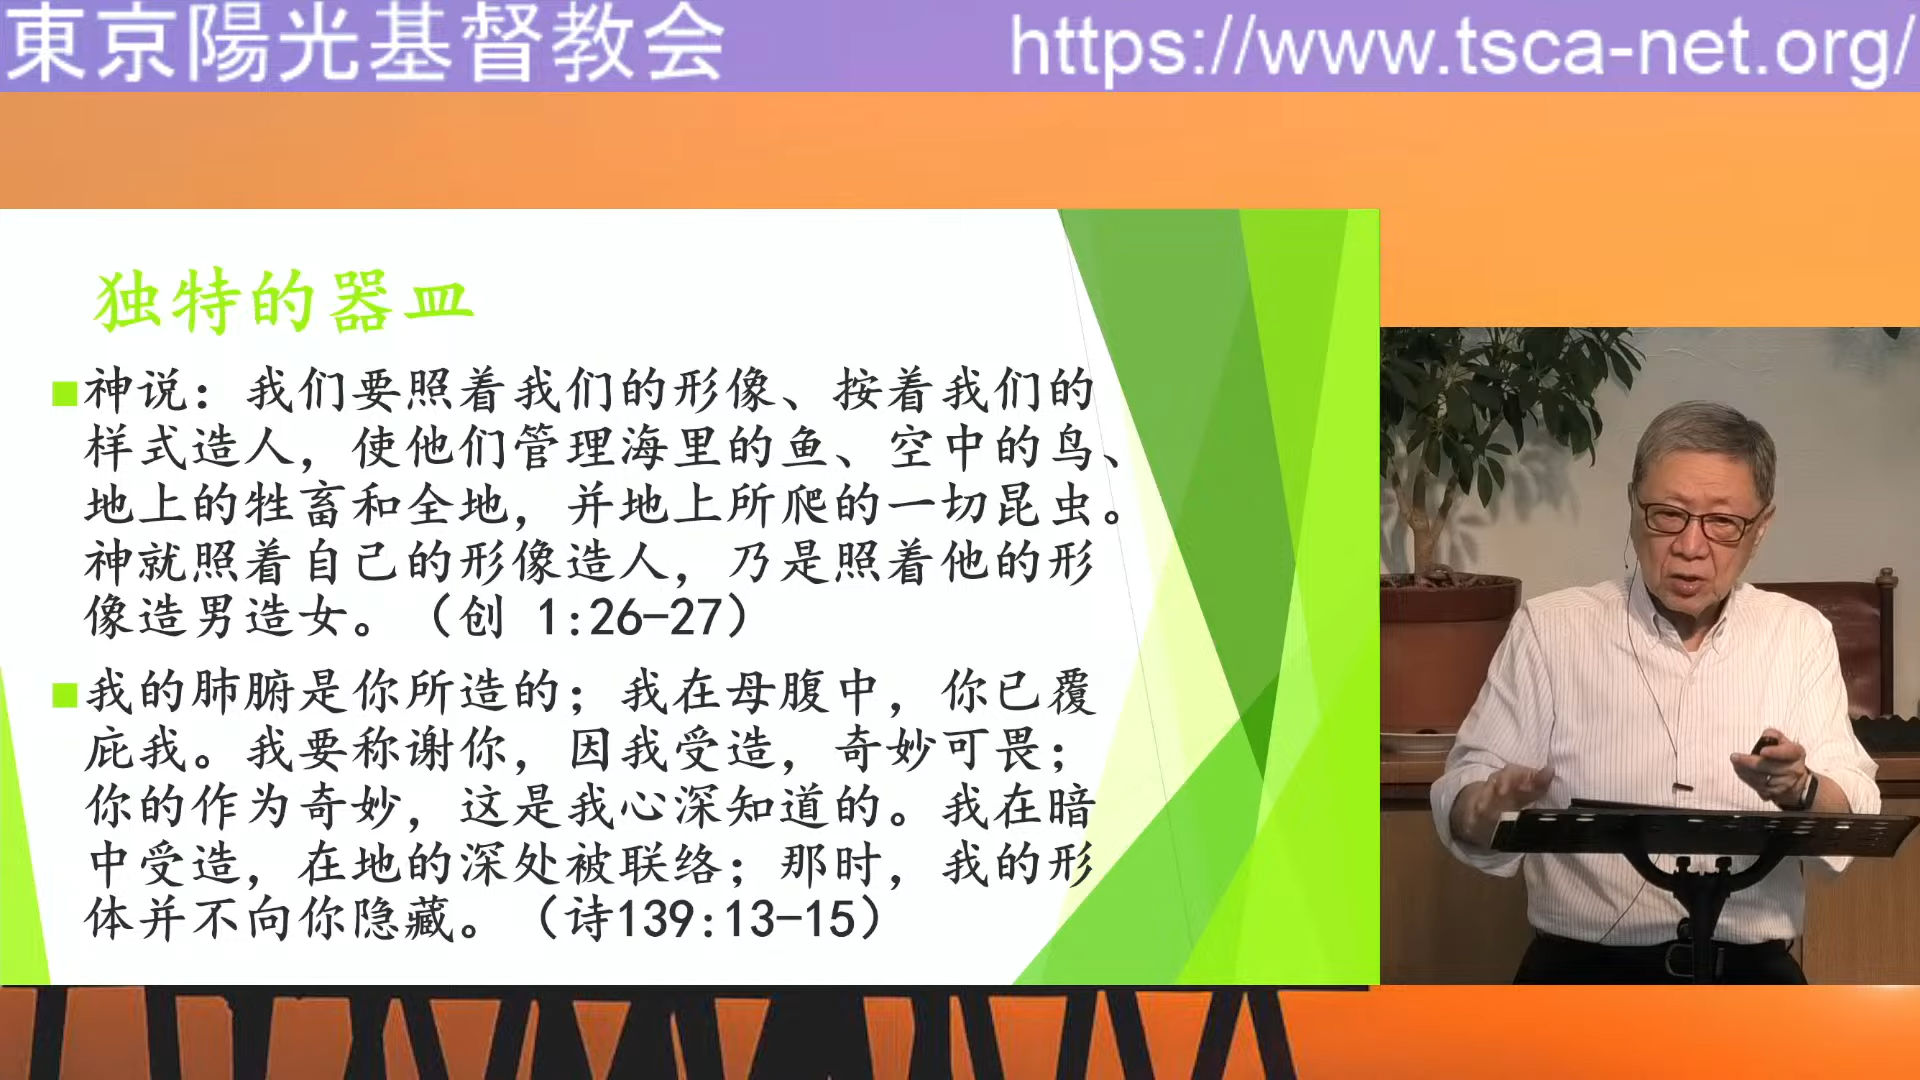 東京陽光基督教会 https://www.tsca-net.org/
独特的器皿
神说：我们要照着我们的形像、按着我们的
样式造人，使他们管理海里的鱼、空中的鸟、
地上的牲畜和全地，并地上所爬的一切昆虫。
神就照着自己的形像造人，乃是照着他的形
像造男造女。（创 1:26-27）
我的肺腑是你所造的；我在母腹中，你已覆
庇我。我要称谢你，因我受造，奇妙可畏；
你的作为奇妙，这是我心深知道的。我在暗
中受造，在地的深处被联络；那时，我的形
体并不向你隐藏。（诗139:13-15）